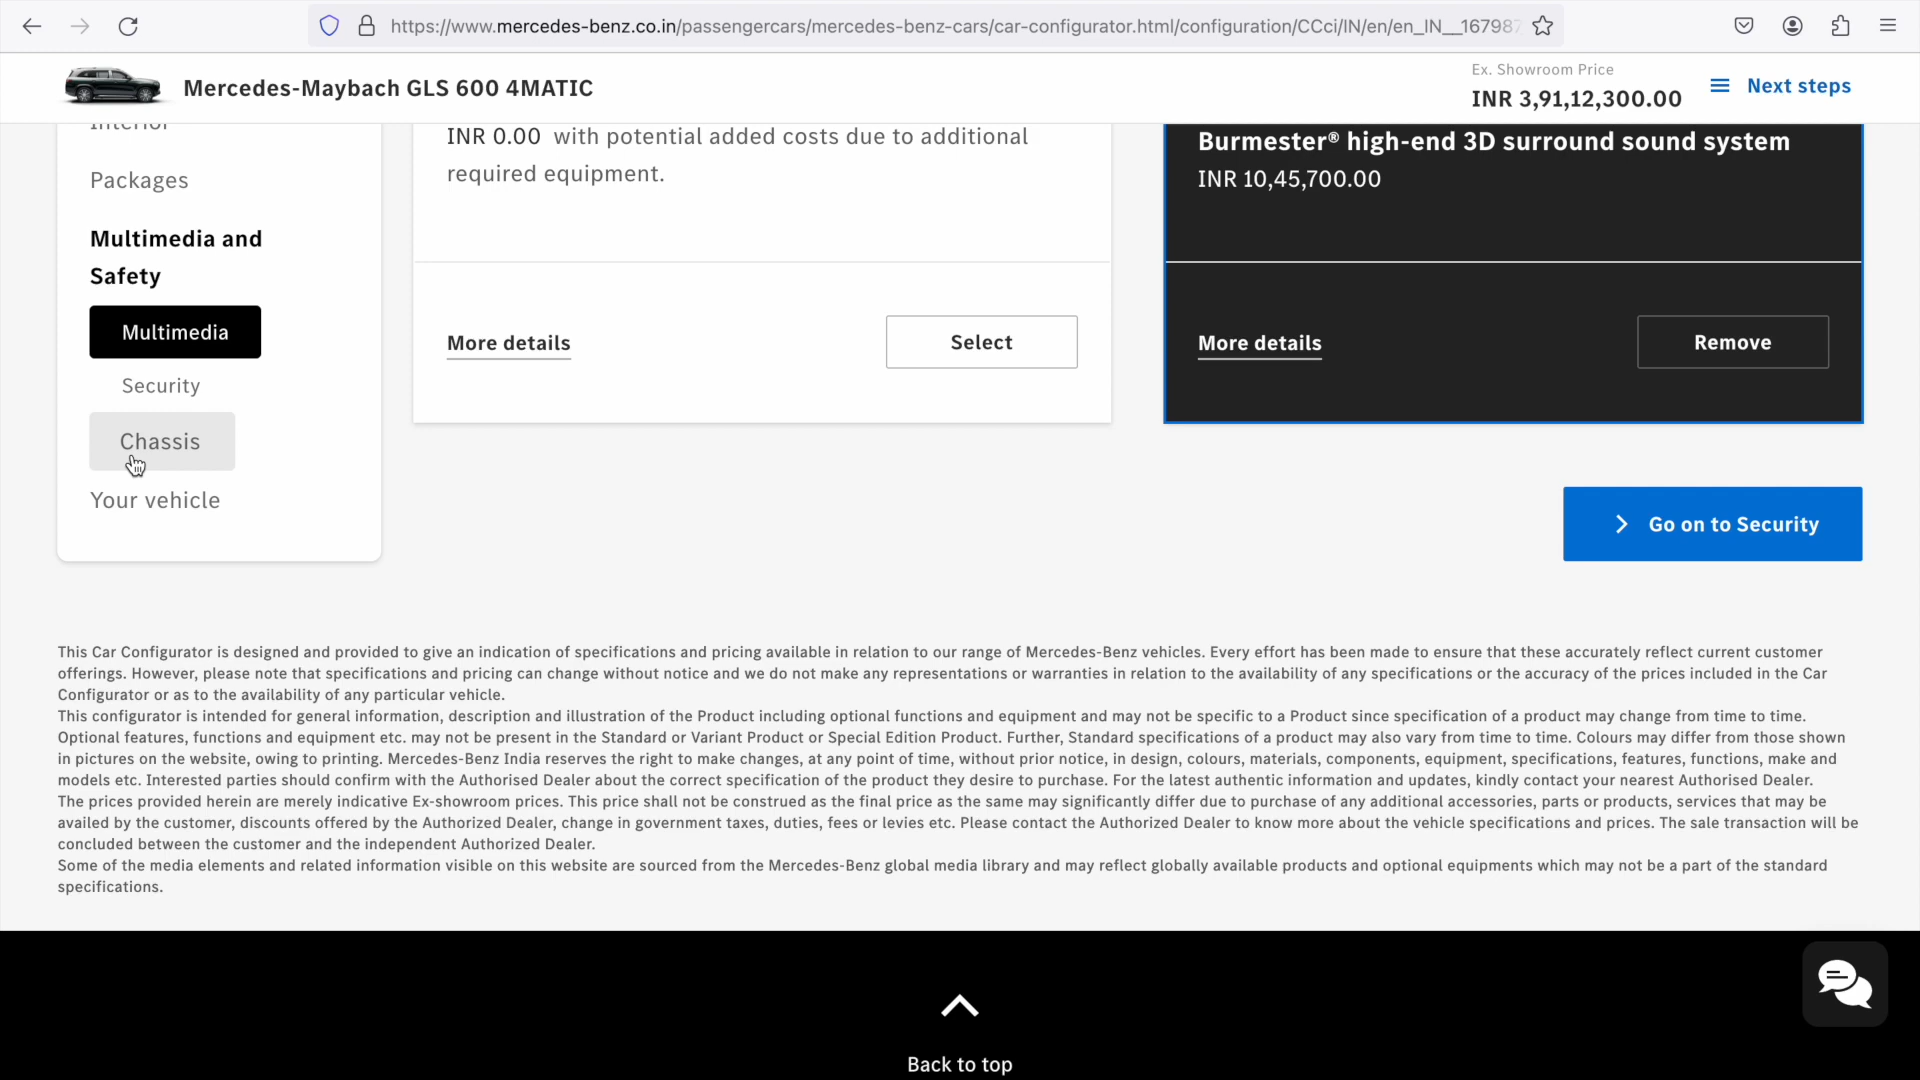 https://www.mercedes-benz.co.in/passengercars/mercedes-benz-cars/car-configurator.html/configuration/CCci/IN/en/en_IN__16798
Mercedes-Maybach GLS 600 4MATIC
Ex. Showroom Price
INR 3,91,12,300.00
Next steps
Interior
Packages
Multimedia and
Safety
Multimedia
Security
Chassis
Your vehicle
INR 0.00 with potential added costs due to additional
required equipment.
More details
Select
Burmester® high-end 3D surround sound system
INR 10,45,700.00
More details
Remove
Go on to Security
This Car Configurator is designed and provided to give an indication of specifications and pricing available in relation to our range of Mercedes-Benz vehicles. Every effort has been made to ensure that these accurately reflect current customer
offerings. However, please note that specifications and pricing can change without notice and we do not make any representations or warranties in relation to the availability of any specifications or the accuracy of the prices included in the Car
Configurator or as to the availability of any particular vehicle.
This configurator is intended for general information, description and illustration of the Product including optional functions and equipment and may not be specific to a Product since specification of a product may change from time to time.
Optional features, functions and equipment etc. may not be present in the Standard or Variant Product or Special Edition Product. Further, Standard specifications of a product may also vary from time to time. Colours may differ from those shown
in pictures on the website, owing to printing. Mercedes-Benz India reserves the right to make changes, at any point of time, without prior notice, in design, colours, materials, components, equipment, specifications, features, functions, make and
models etc. Interested parties should confirm with the Authorised Dealer about the correct specification of the product they desire to purchase. For the latest authentic information and updates, kindly contact your nearest Authorised Dealer.
The prices provided herein are merely indicative Ex-showroom prices. This price shall not be construed as the final price as the same may significantly differ due to purchase of any additional accessories, parts or products, services that may be
availed by the customer, discounts offered by the Authorized Dealer, change in government taxes, duties, fees or levies etc. Please contact the Authorized Dealer to know more about the vehicle specifications and prices. The sale transaction will be
concluded between the customer and the independent Authorized Dealer.
Some of the media elements and related information visible on this website are sourced from the Mercedes-Benz global media library and may reflect globally available products and optional equipments which may not be a part of the standard
specifications.
Back to top